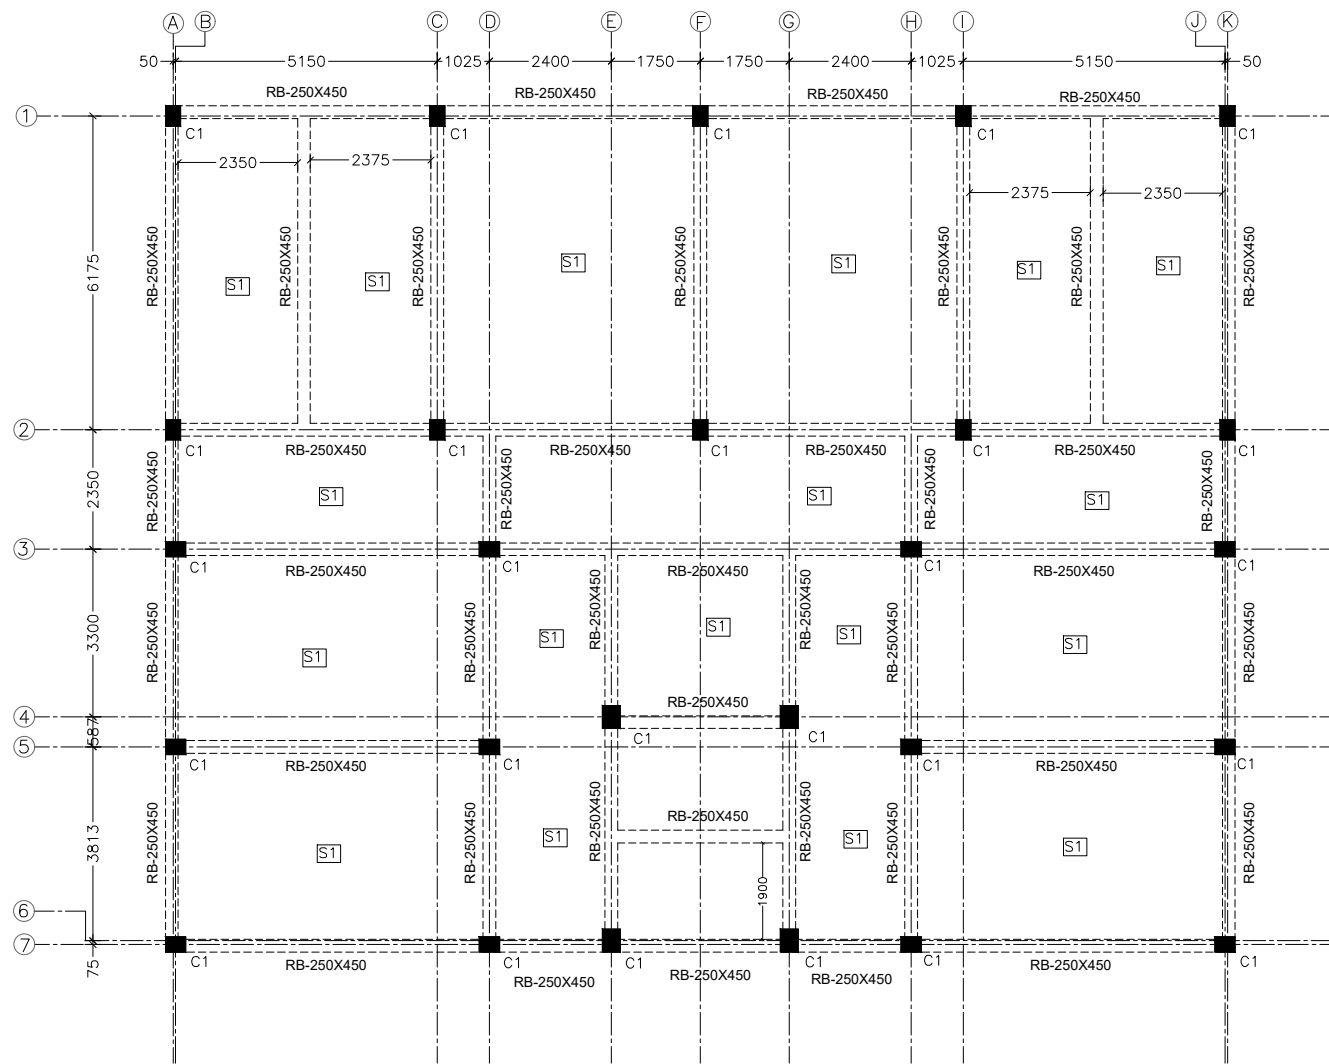 A B C D E F G H I J K
50 5150 1025 2400 1750 1750 2400 1025 5150 50
RB-250X450 RB-250X450 RB-250X450 RB-250X450
1
C1 C1 C1 C1 C1
2350 2375 2375 2350
6175
RB-250X450 RB-250X450 RB-250X450 RB-250X450 RB-250X450 RB-250X450 RB-250X450
S1 S1 S1 S1 S1 S1
2
C1 C1 C1 C1 C1
RB-250X450 RB-250X450 RB-250X450 RB-250X450
2350
RB-250X450 RB-250X450 RB-250X450 RB-250X450
S1 S1 S1
3
C1 C1 C1 C1
RB-250X450 RB-250X450 RB-250X450
3300
RB-250X450 RB-250X450 RB-250X450 RB-250X450 RB-250X450 RB-250X450
S1 S1 S1 S1 S1
RB-250X450
4
C1 C1
587
5
C1 C1 C1 C1
RB-250X450 RB-250X450
RB-250X450
3813
RB-250X450 RB-250X450 RB-250X450 RB-250X450 RB-250X450 RB-250X450
S1 S1 S1 S1
1900
6
7
75
C1 C1 C1 C1 C1 C1
RB-250X450 RB-250X450 RB-250X450 RB-250X450 RB-250X450